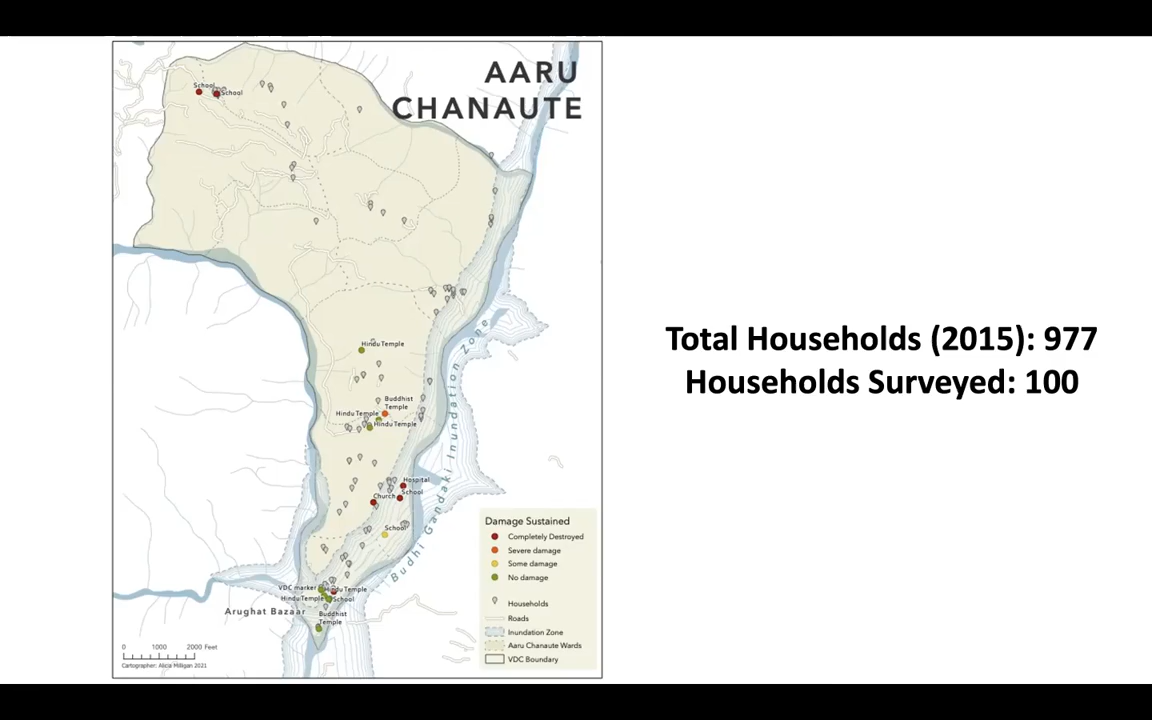 AARU
CHANAUTE
School
School
Hindu Temple
Buddhist
Temple
Hindu Temple
Hindu Temple
Hospital
School
Church
School
Budhi Gandaki Inundation Zone
VDC marker
Hindu Temple
Hindu Temple
School
Arughat Bazaar
Buddhist
Temple
0 1000 2000 Feet
Cartographer: Alicia Milligan 2021
Damage Sustained
Completely Destroyed
Severe damage
Some damage
No damage
Households
Roads
Inundation Zone
Aaru Chanaute Wards
VDC Boundary
Total Households (2015): 977
Households Surveyed: 100